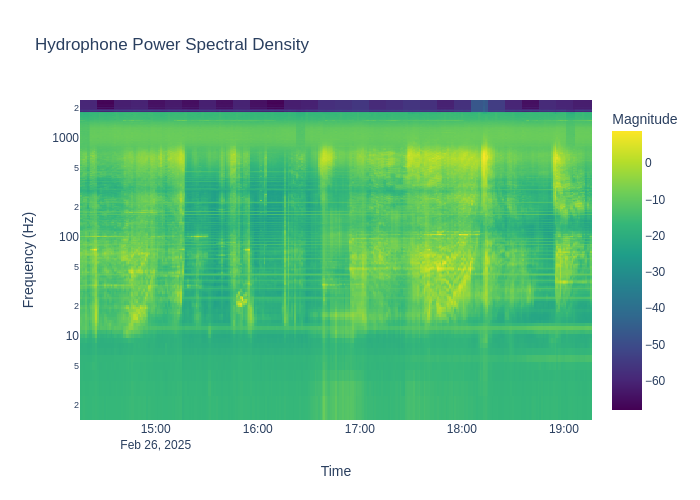 Hydrophone Power Spectral Density
Magnitude
2
1000
5
2
100
5
2
10
5
2
0
−10
−20
−30
−40
−50
−60
Frequency (Hz)
15:00 16:00 17:00 18:00 19:00
Feb 26, 2025
Time